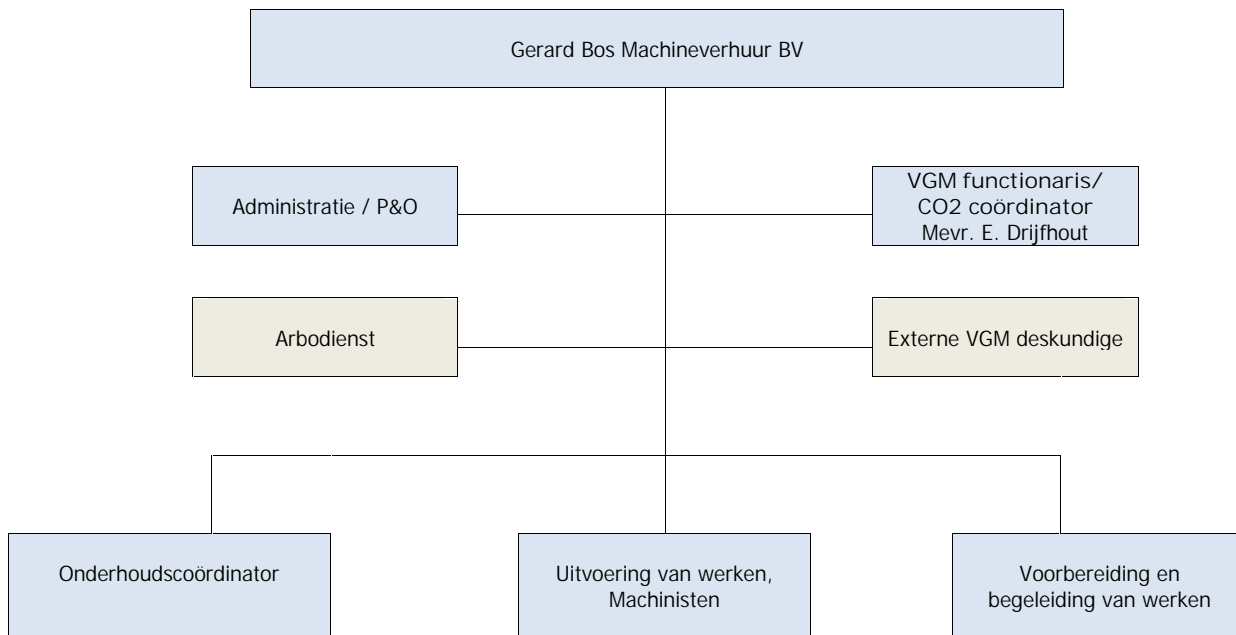 Gerard Bos Machineverhuur BV
Administratie / P&O
VGM functionaris/
CO2 coördinator
Mevr. E. Drijfhout
Arbodienst
Externe VGM deskundige
Onderhoudscoördinator
Uitvoering van werken,
Machinisten
Voorbereiding en
begeleiding van werken